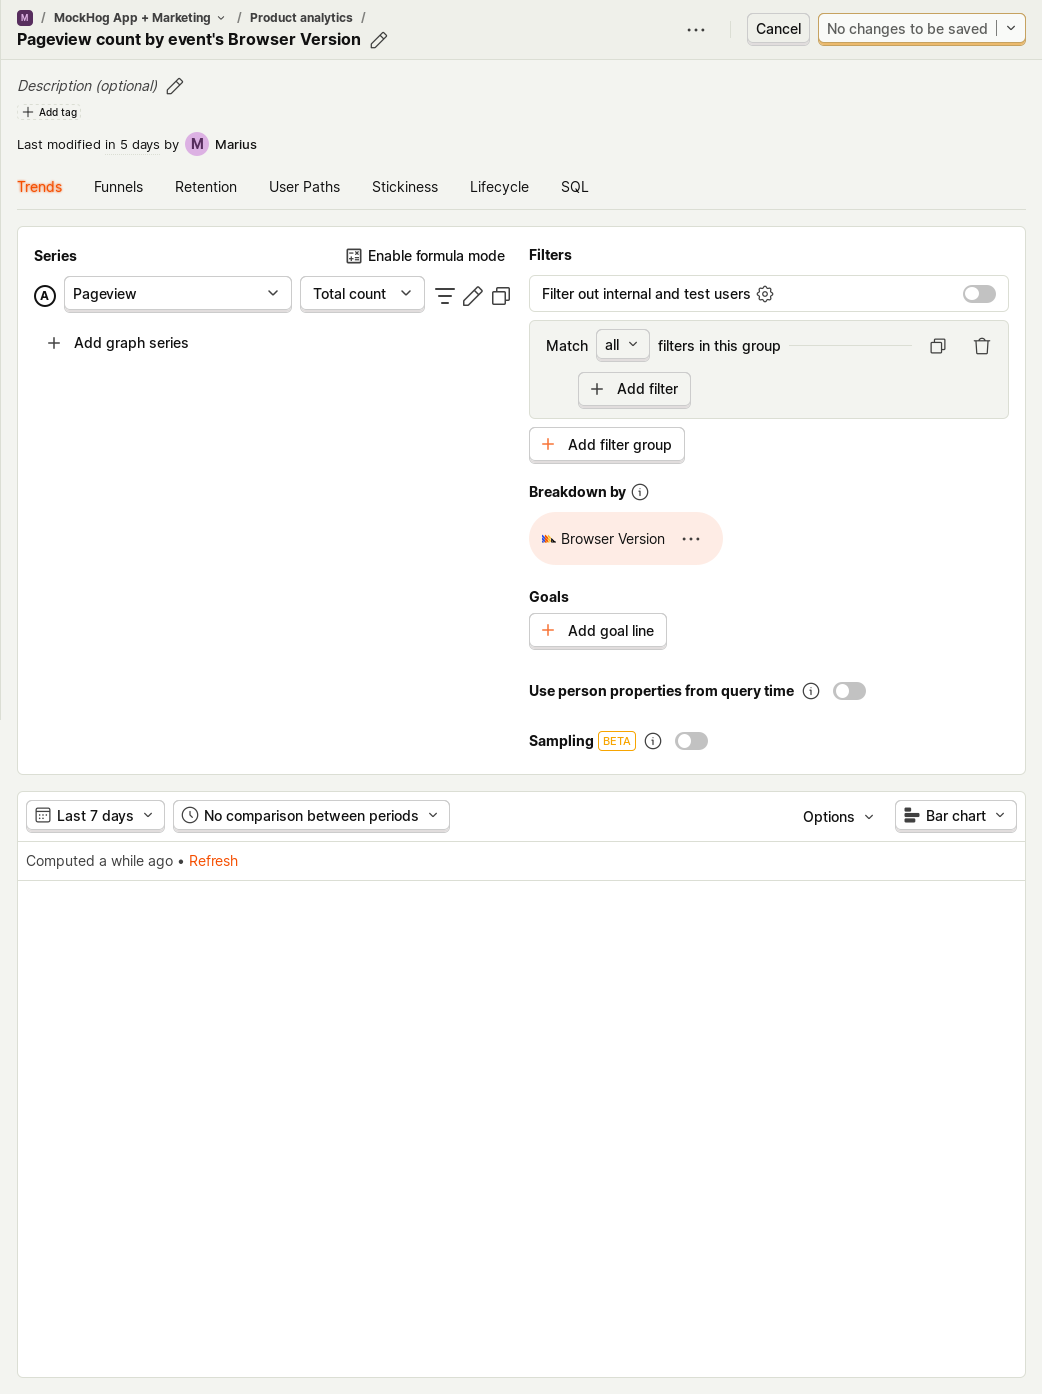 M / MockHog App + Marketing / Product analytics /
Pageview count by event's Browser Version
Cancel
No changes to be saved
Description (optional)
Add tag
Last modified in 5 days by M Marius
Trends Funnels Retention User Paths Stickiness Lifecycle SQL
Series
Enable formula mode
A Pageview Total count
Add graph series
Filters
Filter out internal and test users
Match all filters in this group
Add filter
Add filter group
Breakdown by
Browser Version
Goals
Add goal line
Use person properties from query time
Sampling BETA
Last 7 days No comparison between periods Options Bar chart
Computed a while ago • Refresh